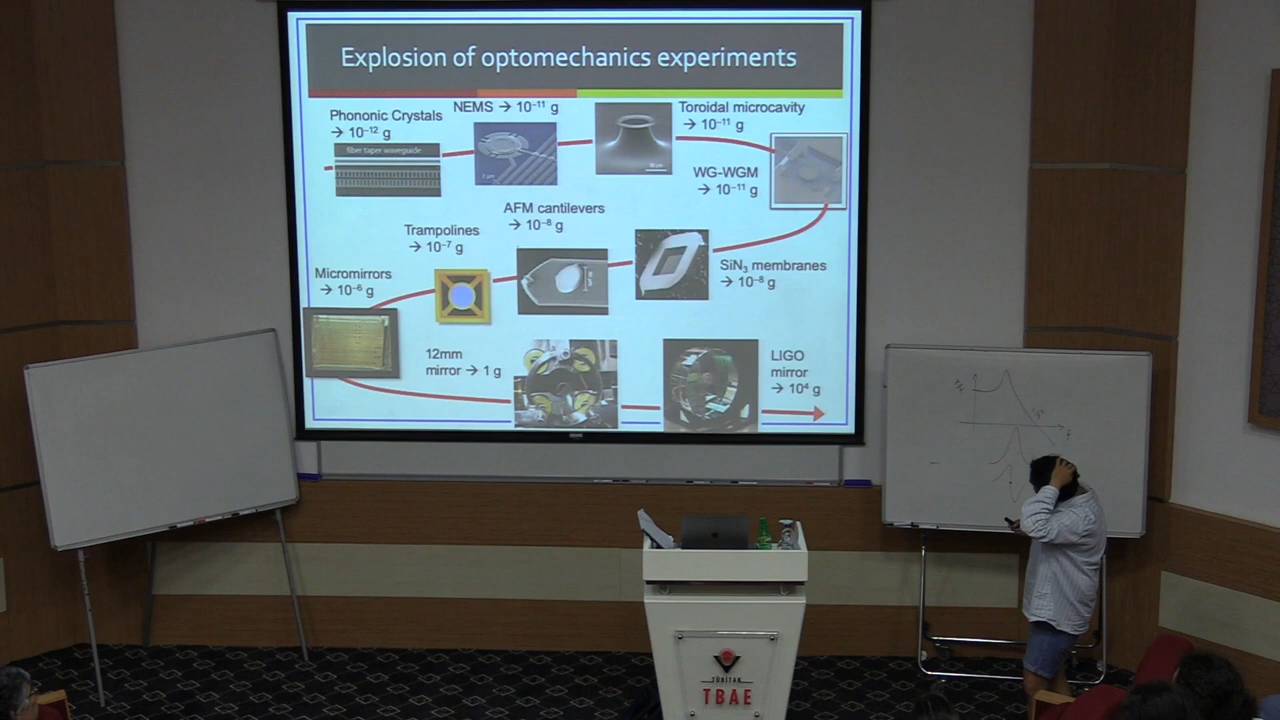 Explosion of optomechanics experiments
Phononic Crystals
→ 10⁻¹² g
fiber taper waveguide
NEMS → 10⁻¹¹ g
Toroidal microcavity
→ 10⁻¹¹ g
WG-WGM
→ 10⁻¹¹ g
AFM cantilevers
→ 10⁻⁸ g
Trampolines
→ 10⁻⁷ g
SiN₃ membranes
→ 10⁻⁸ g
Micromirrors
→ 10⁻⁶ g
12mm
mirror → 1 g
LIGO
mirror
→ 10⁴ g
TÜBİTAK
TBAE